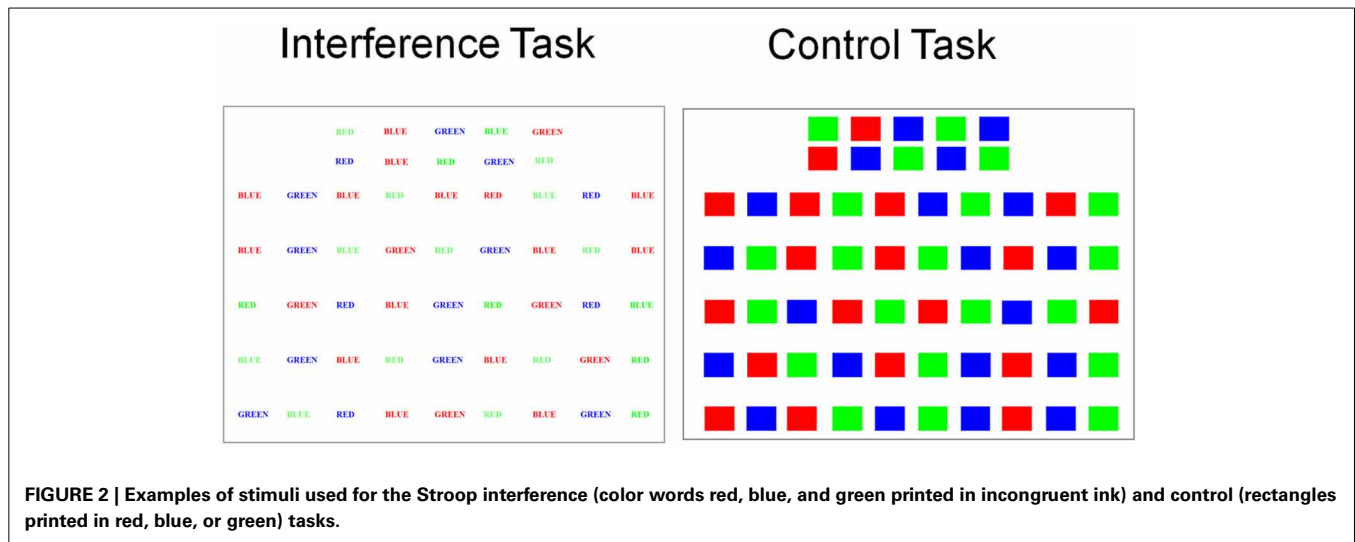 Interference Task
Control Task
RED BLUE GREEN BLUE GREEN
RED BLUE RED GREEN RED
BLUE GREEN BLUE RED BLUE RED BLUE RED BLUE
BLUE GREEN BLUE GREEN RED GREEN BLUE RED BLUE
RED GREEN RED BLUE GREEN RED GREEN RED BLUE
BLUE GREEN BLUE RED GREEN BLUE RED GREEN RED
GREEN BLUE RED BLUE GREEN RED BLUE GREEN RED
FIGURE 2 | Examples of stimuli used for the Stroop interference (color words red, blue, and green printed in incongruent ink) and control (rectangles
printed in red, blue, or green) tasks.